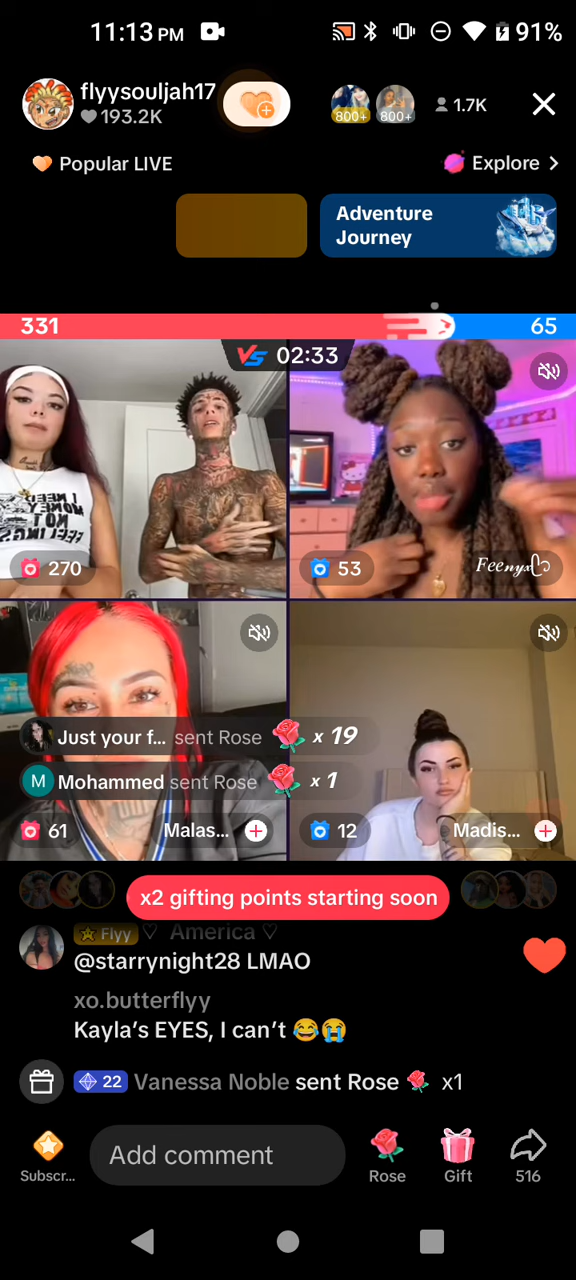 11:13 PM
91%
flyysouljah17
193.2K
800+
800+
1.7K
Popular LIVE
Explore
Adventure
Journey
331
65
VS 02:33
270
53
Feenyx
Just your f... sent Rose x 19
M Mohammed sent Rose x 1
61
Malas...
12
Madis...
x2 gifting points starting soon
Flyy ♡ America ♡
@starrynight28 LMAO
xo.butterflyy
Kayla’s EYES, I can’t 😂😭
22 Vanessa Noble sent Rose 🌹 x1
Subscr...
Add comment
Rose
Gift
516